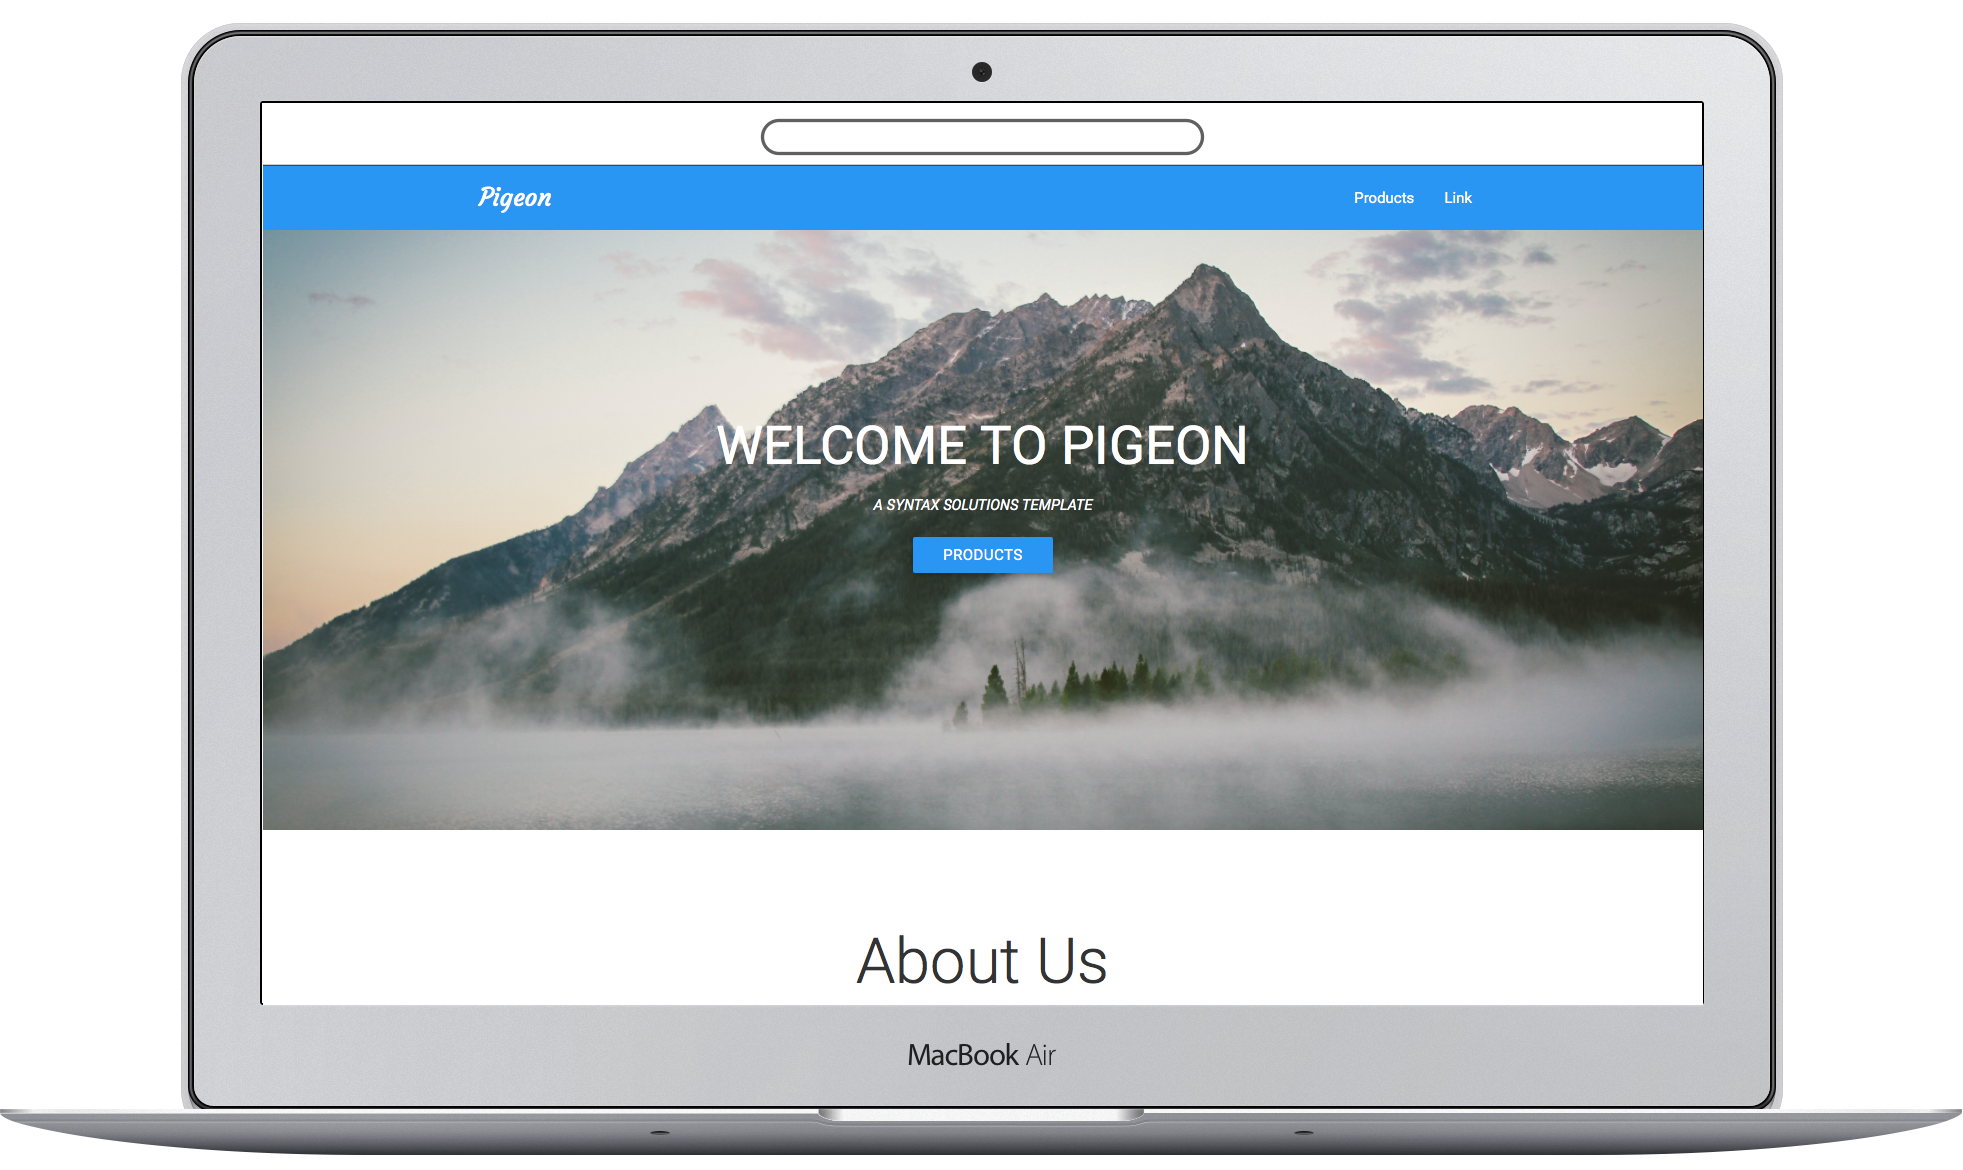 Pigeon
Products Link
WELCOME TO PIGEON
A SYNTAX SOLUTIONS TEMPLATE
PRODUCTS
About Us
MacBook Air